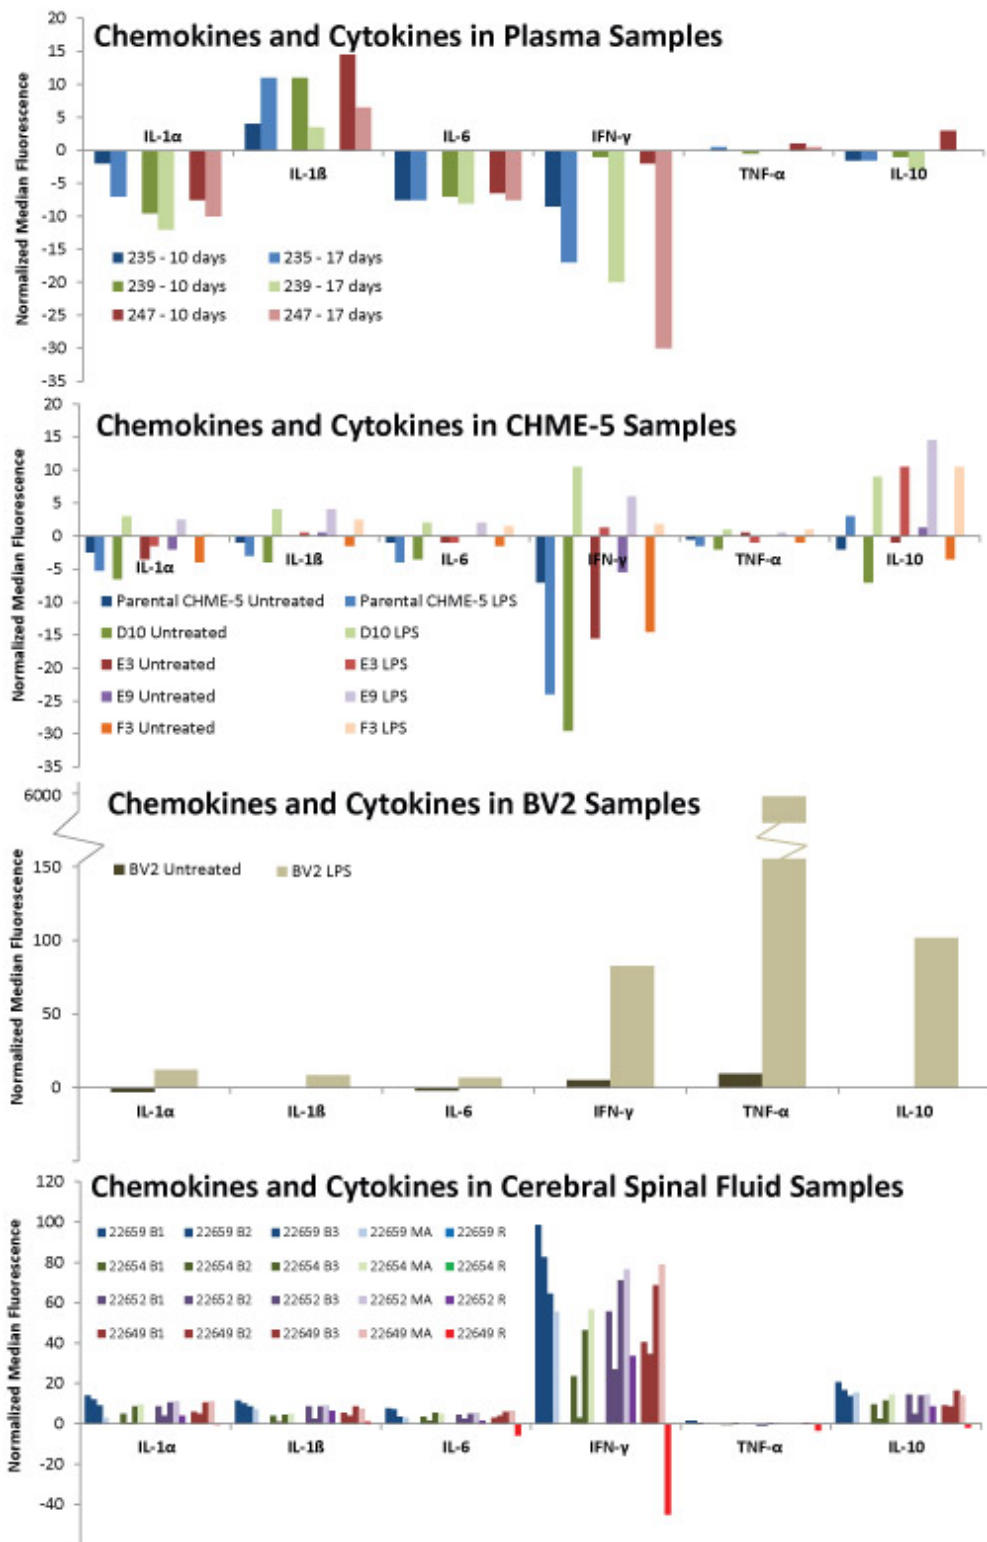 Chemokines and Cytokines in Plasma Samples
Normalized Median Fluorescence
20
15
10
5
0
-5
-10
-15
-20
-25
-30
-35
IL-1α
IL-1ß
IL-6
IFN-γ
TNF-α
IL-10
235 - 10 days
235 - 17 days
239 - 10 days
239 - 17 days
247 - 10 days
247 - 17 days
Chemokines and Cytokines in CHME-5 Samples
Normalized Median Fluorescence
20
15
10
5
0
-5
-10
-15
-20
-25
-30
-35
IL-1α
IL-1ß
IL-6
IFN-γ
TNF-α
IL-10
Parental CHME-5 Untreated
Parental CHME-5 LPS
D10 Untreated
D10 LPS
E3 Untreated
E3 LPS
E9 Untreated
E9 LPS
F3 Untreated
F3 LPS
Chemokines and Cytokines in BV2 Samples
Normalized Median Fluorescence
6000
150
100
50
0
BV2 Untreated
BV2 LPS
IL-1α
IL-1ß
IL-6
IFN-γ
TNF-α
IL-10
Chemokines and Cytokines in Cerebral Spinal Fluid Samples
Normalized Median Fluorescence
120
100
80
60
40
20
0
-20
-40
22659 B1
22659 B2
22659 B3
22659 MA
22659 R
22654 B1
22654 B2
22654 B3
22654 MA
22654 R
22652 B1
22652 B2
22652 B3
22652 MA
22652 R
22649 B1
22649 B2
22649 B3
22649 MA
22649 R
IL-1α
IL-1ß
IL-6
IFN-γ
TNF-α
IL-10